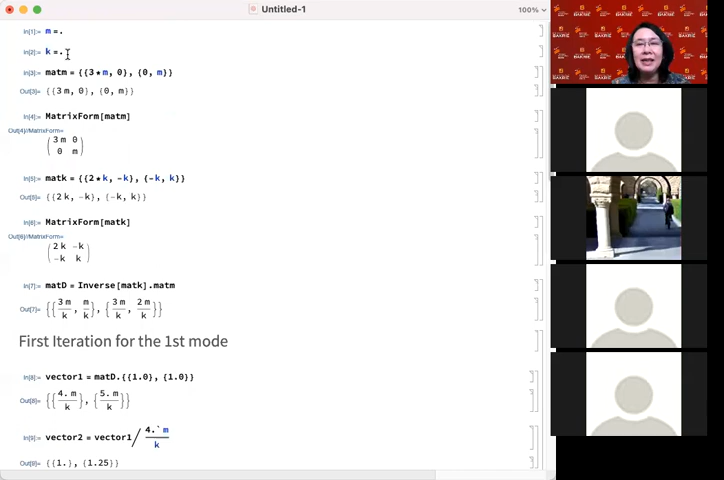 Untitled-1
100%
In[1]:= m =.
In[2]:= k =.
In[3]:= matm = {{3*m, 0}, {0, m}}
Out[3]= {{3 m, 0}, {0, m}}
In[4]:= MatrixForm[matm]
Out[4]//MatrixForm=
3 m 0
0 m
In[5]:= matk = {{2*k, -k}, {-k, k}}
Out[5]= {{2 k, -k}, {-k, k}}
In[6]:= MatrixForm[matk]
Out[6]//MatrixForm=
2 k -k
-k k
In[7]:= matD = Inverse[matk].matm
Out[7]= {{3 m/k, m/k}, {3 m/k, 2 m/k}}
First Iteration for the 1st mode
In[8]:= vector1 = matD.{{1.0}, {1.0}}
Out[8]= {{4. m/k}, {5. m/k}}
In[9]:= vector2 = vector1 / 4.` m/k
Out[9]= {{1.}, {1.25}}